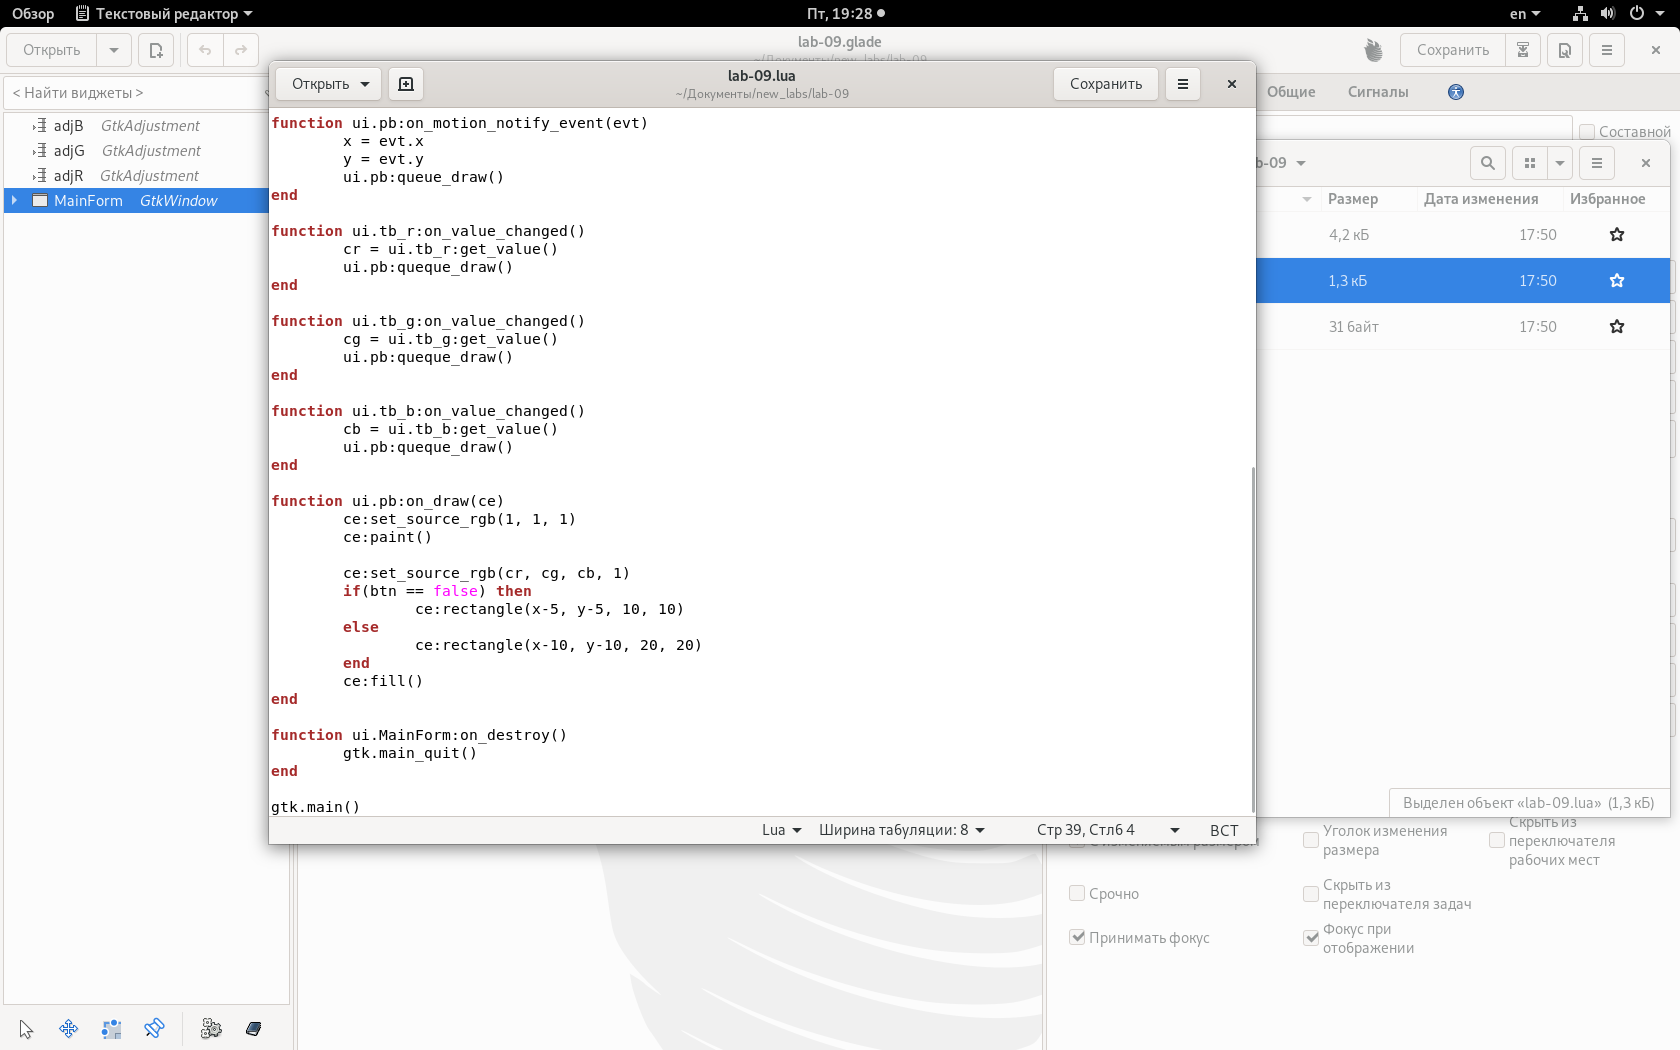 Обзор
Текстовый редактор
Пт, 19:28
en
Открыть
lab-09.glade
~/Документы/new_labs/lab-09
Сохранить
< Найти виджеты >
adjB GtkAdjustment
adjG GtkAdjustment
adjR GtkAdjustment
MainForm GtkWindow
Открыть
lab-09.lua
~/Документы/new_labs/lab-09
Сохранить
function ui.pb:on_motion_notify_event(evt)
x = evt.x
y = evt.y
ui.pb:queue_draw()
end
function ui.tb_r:on_value_changed()
cr = ui.tb_r:get_value()
ui.pb:queque_draw()
end
function ui.tb_g:on_value_changed()
cg = ui.tb_g:get_value()
ui.pb:queque_draw()
end
function ui.tb_b:on_value_changed()
cb = ui.tb_b:get_value()
ui.pb:queque_draw()
end
function ui.pb:on_draw(ce)
ce:set_source_rgb(1, 1, 1)
ce:paint()
ce:set_source_rgb(cr, cg, cb, 1)
if(btn == false) then
ce:rectangle(x-5, y-5, 10, 10)
else
ce:rectangle(x-10, y-10, 20, 20)
end
ce:fill()
end
function ui.MainForm:on_destroy()
gtk.main_quit()
end
gtk.main()
Lua
Ширина табуляции: 8
Стр 39, Стлб 4
ВСТ
Общие
Сигналы
Составной
b-09
Размер
Дата изменения
Избранное
4,2 кБ 17:50
1,3 кБ 17:50
31 байт 17:50
Выделен объект «lab-09.lua» (1,3 кБ)
Уголок изменения
размера
Скрыть из
переключателя
рабочих мест
Срочно
Скрыть из
переключателя задач
Принимать фокус
Фокус при
отображении